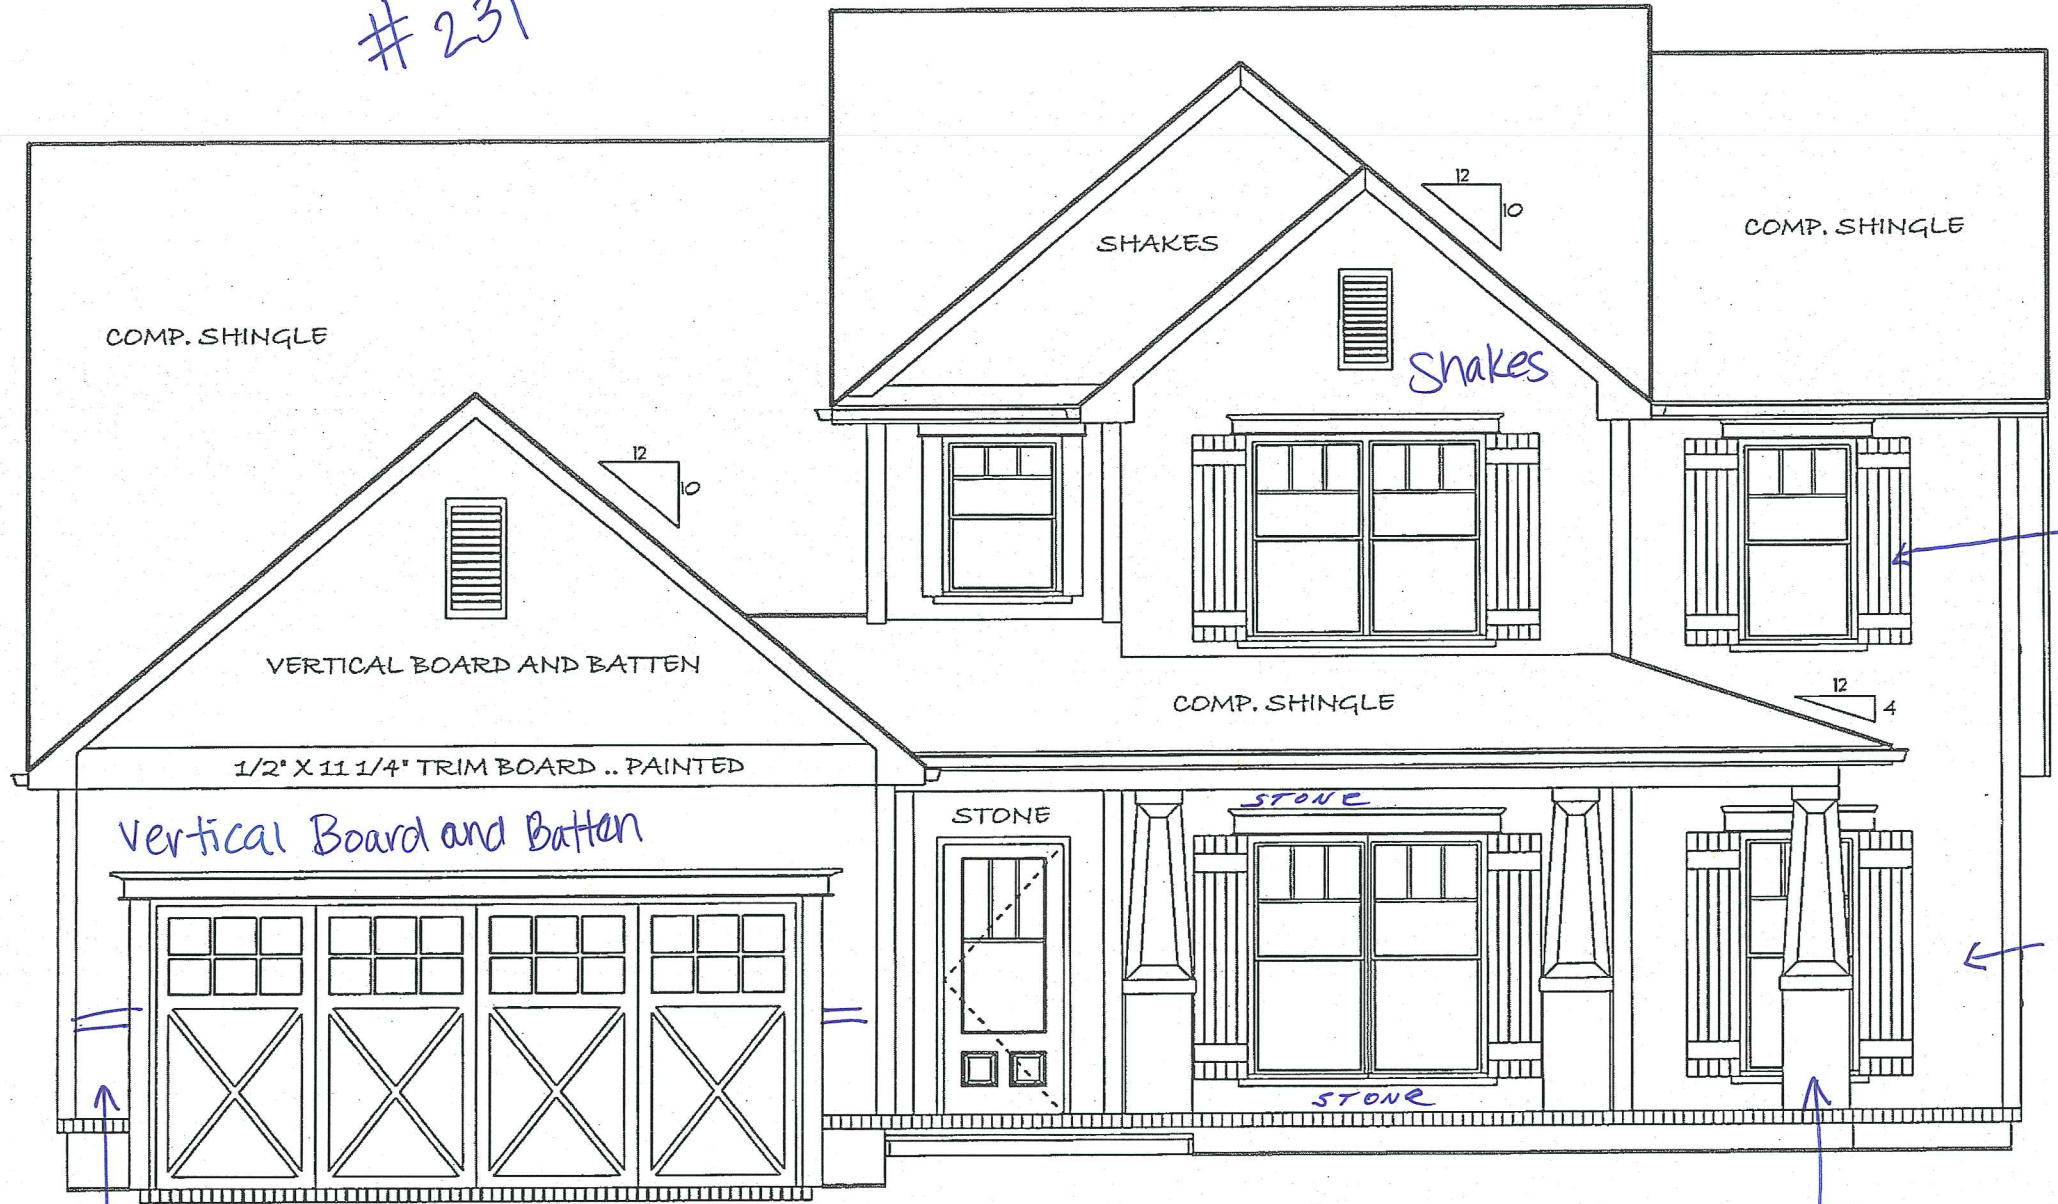 # 231
12
10
COMP. SHINGLE
SHAKES
COMP. SHINGLE
Shakes
12
10
VERTICAL BOARD AND BATTEN
12
4
COMP. SHINGLE
1/2" X 11 1/4" TRIM BOARD .. PAINTED
STONE
STONE
Vertical Board and Batten
STONE